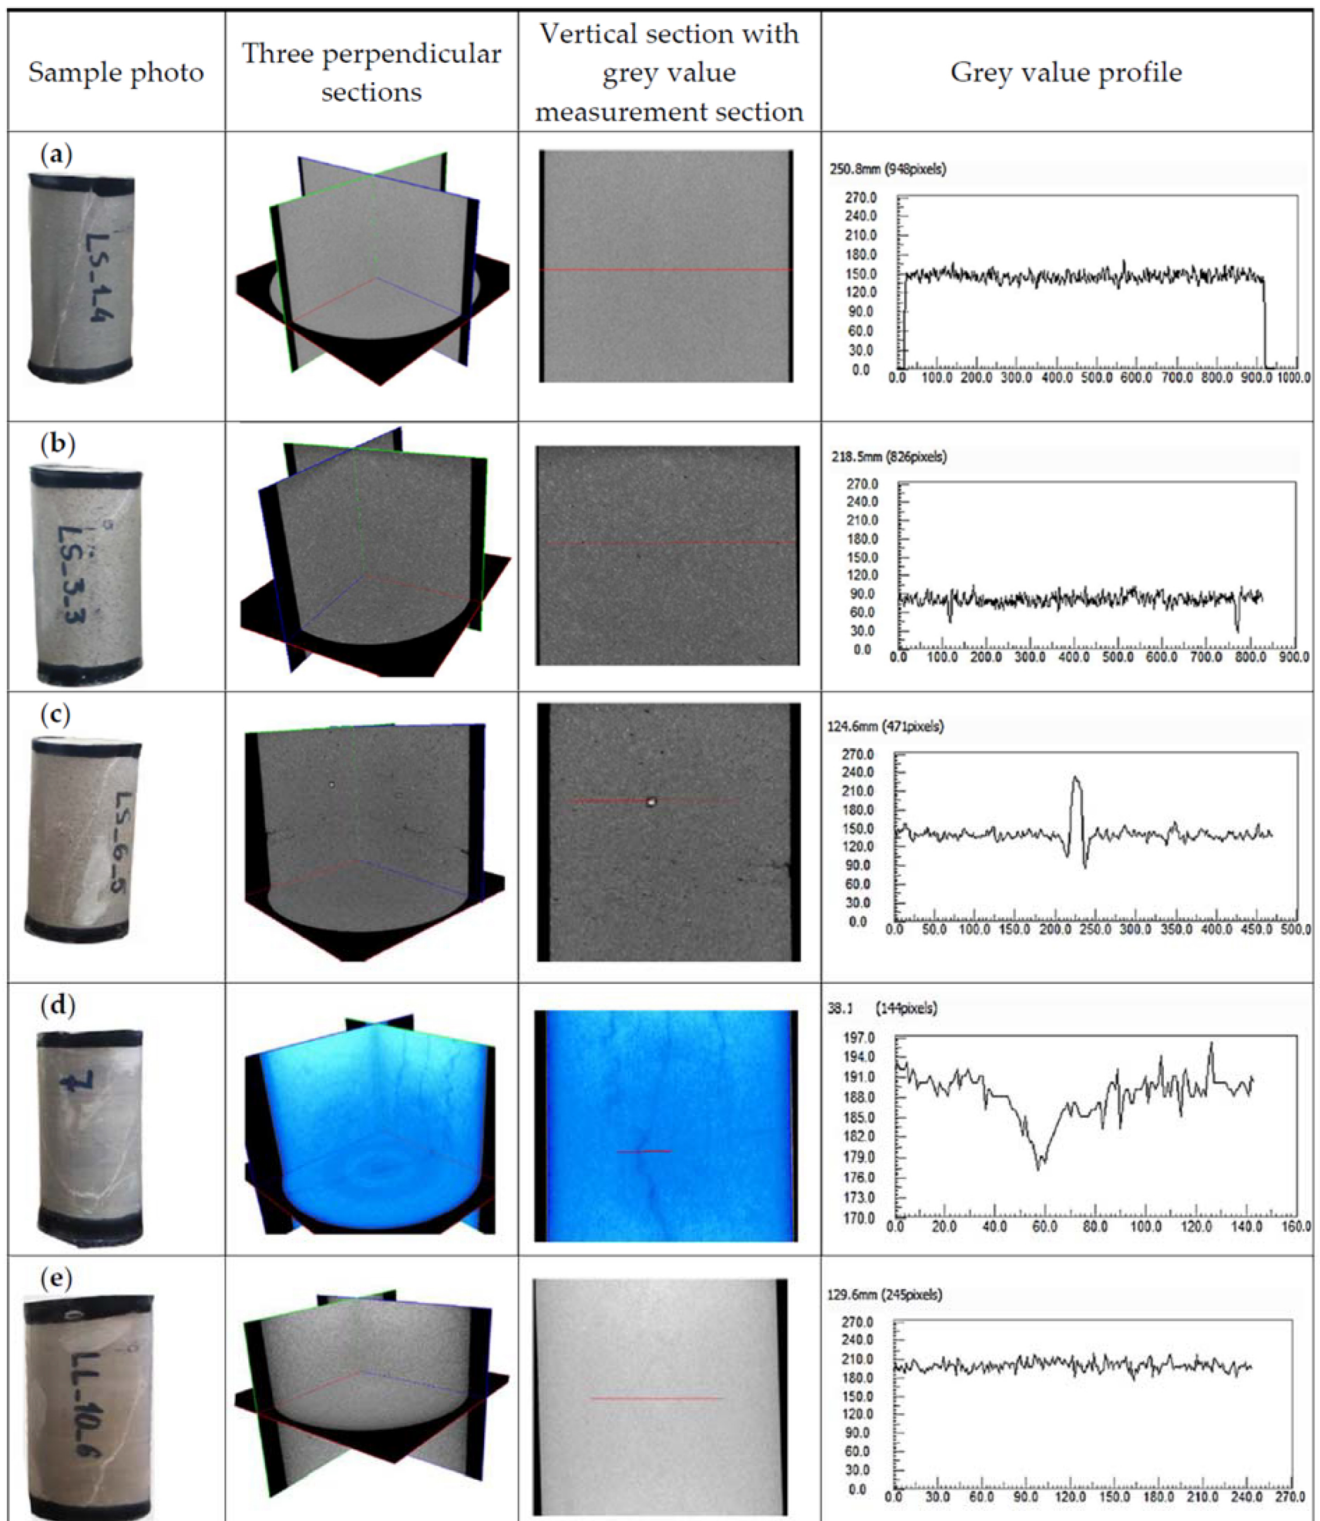 Sample photo
Three perpendicular
sections
Vertical section with
grey value
measurement section
Grey value profile
(a)
LS_1_4
250.8mm (948pixels)
270.0
240.0
210.0
180.0
150.0
120.0
90.0
60.0
30.0
0.0
0.0 100.0 200.0 300.0 400.0 500.0 600.0 700.0 800.0 900.0 1000.0
(b)
LS_3_3
218.5mm (826pixels)
270.0
240.0
210.0
180.0
150.0
120.0
90.0
60.0
30.0
0.0
0.0 100.0 200.0 300.0 400.0 500.0 600.0 700.0 800.0 900.0
(c)
LS_6_5
124.6mm (471pixels)
270.0
240.0
210.0
180.0
150.0
120.0
90.0
60.0
30.0
0.0
0.0 50.0 100.0 150.0 200.0 250.0 300.0 350.0 400.0 450.0 500.0
(d)
7
38.1 (144pixels)
197.0
194.0
191.0
188.0
185.0
182.0
179.0
176.0
173.0
170.0
0.0 20.0 40.0 60.0 80.0 100.0 120.0 140.0 160.0
(e)
LL_10_6
129.6mm (245pixels)
270.0
240.0
210.0
180.0
150.0
120.0
90.0
60.0
30.0
0.0
0.0 30.0 60.0 90.0 120.0 150.0 180.0 210.0 240.0 270.0